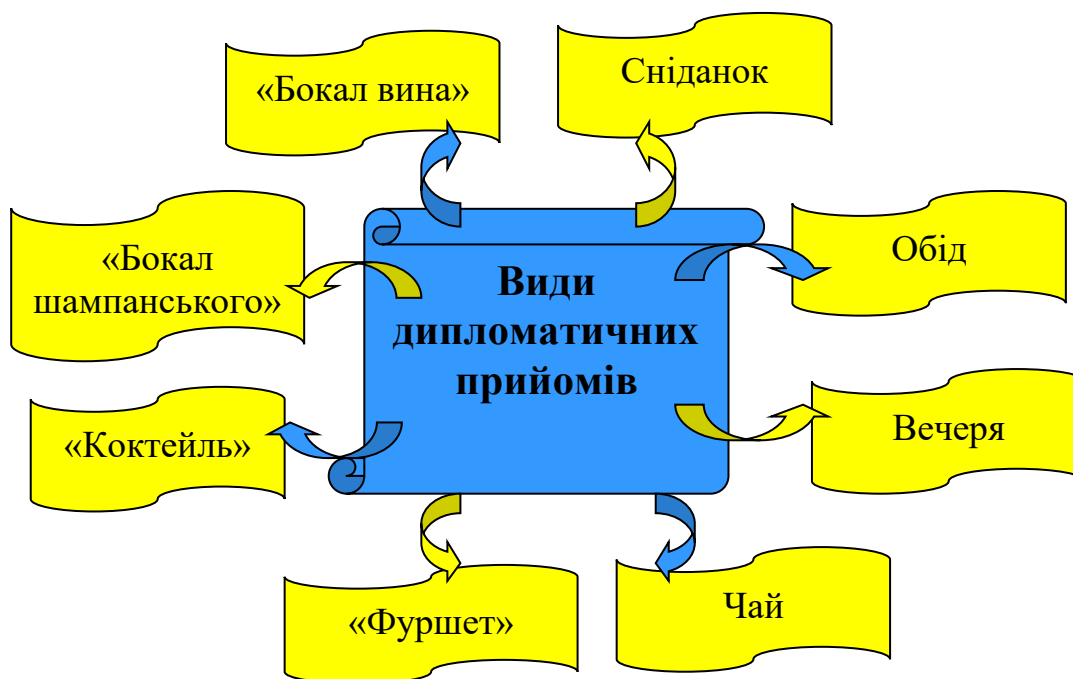 «Бокал вина»
Сніданок
«Бокал
шампанського»
Обід
Види
дипломатичних
прийомів
«Коктейль»
Вечеря
«Фуршет»
Чай